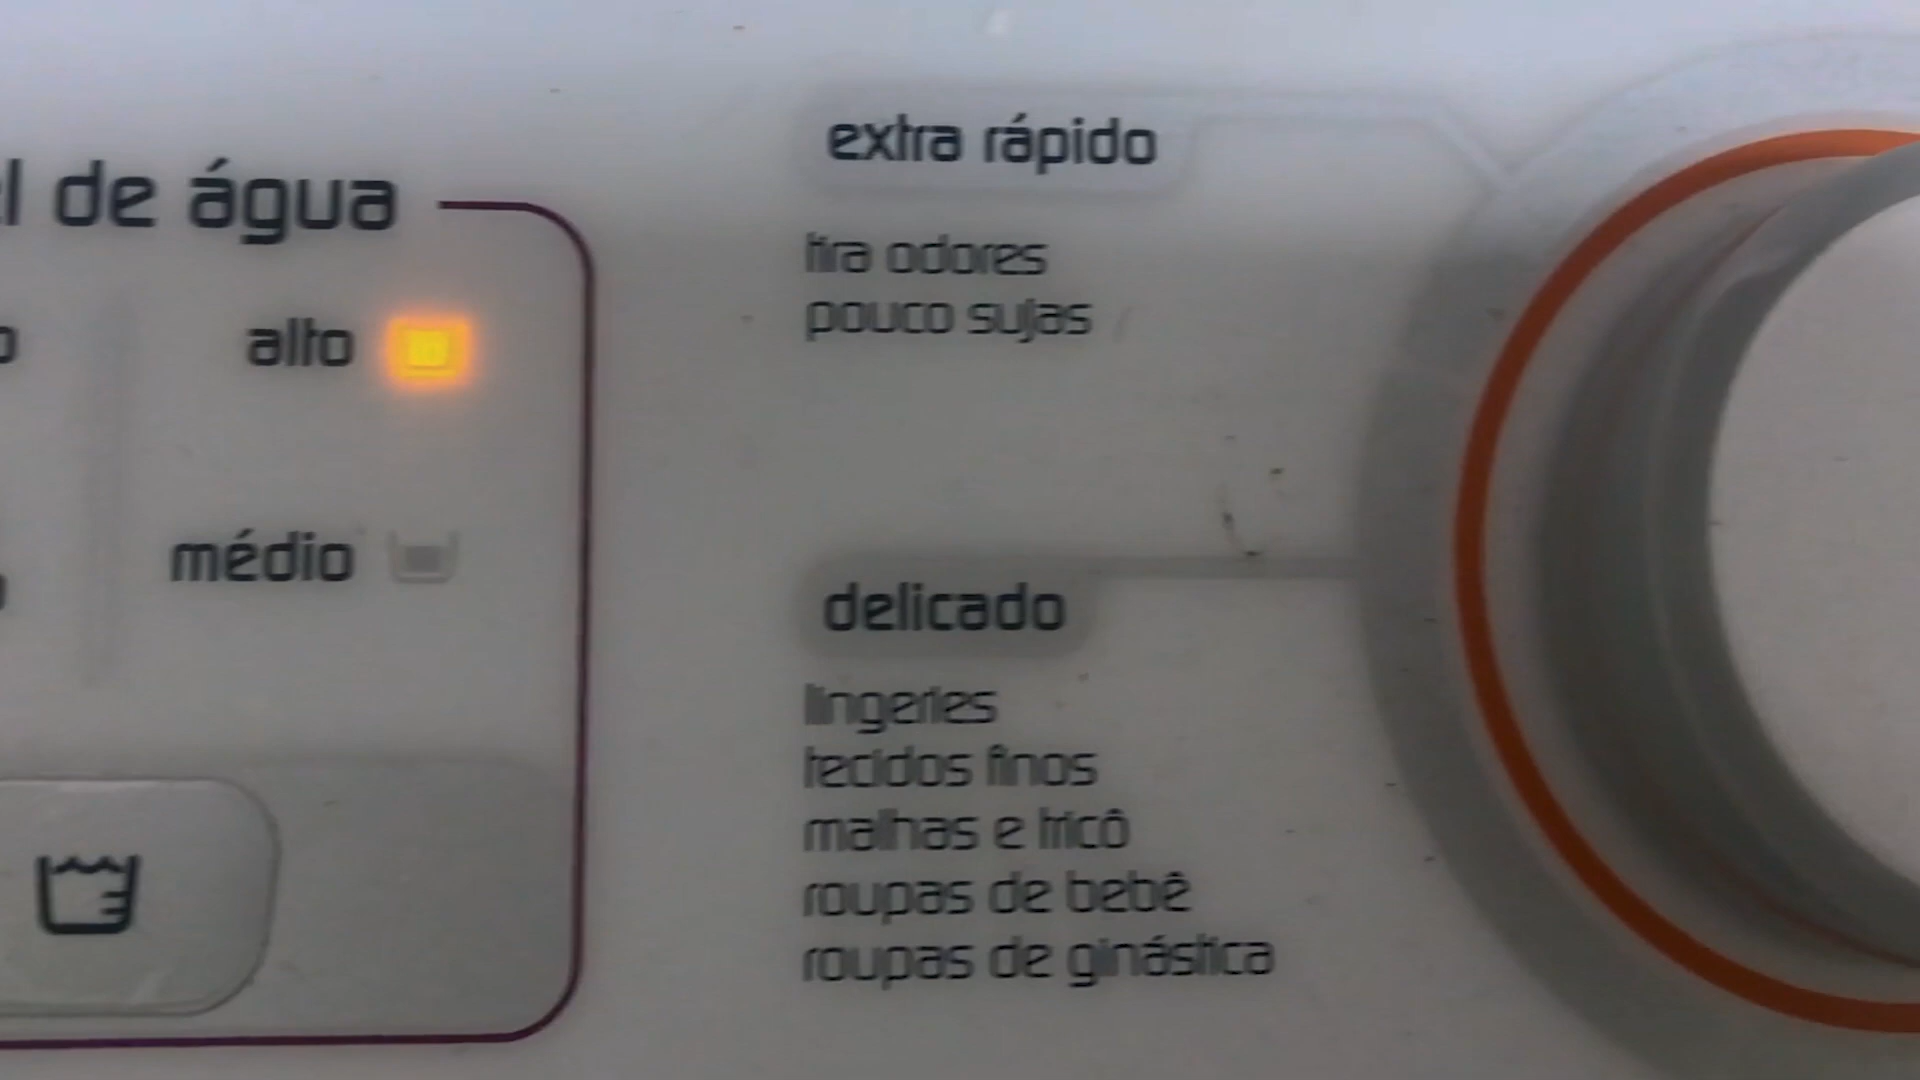 de água
alto
médio
extra rápido
tira odores
pouco sujas
delicado
lingeries
tecidos finos
malhas e tricô
roupas de bebê
roupas de ginástica